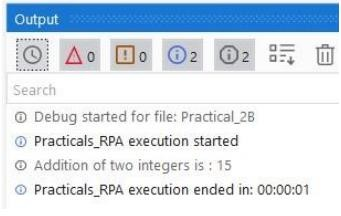 Output
0 0 2 2
Search
Debug started for file: Practical_2B
Practicals_RPA execution started
Addition of two integers is : 15
Practicals_RPA execution ended in: 00:00:01